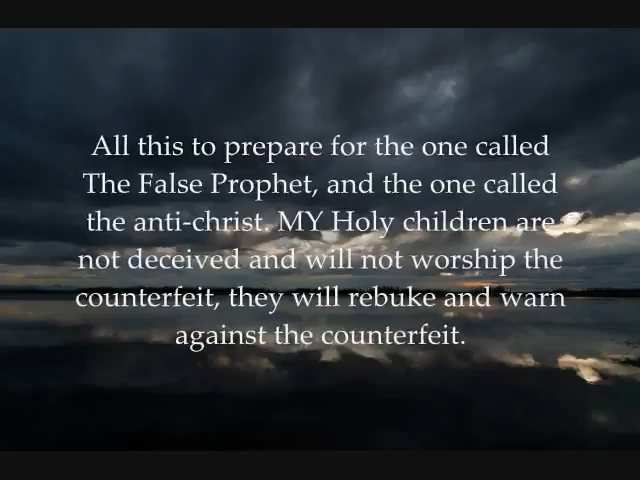 All this to prepare for the one called
The False Prophet, and the one called
the anti-christ. MY Holy children are
not deceived and will not worship the
counterfeit, they will rebuke and warn
against the counterfeit.